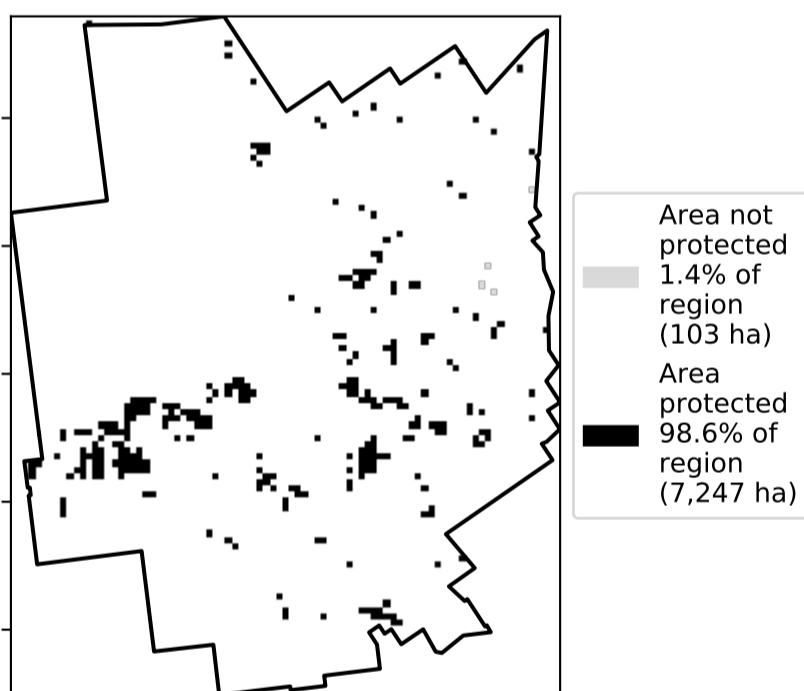 Area not
protected
1.4% of
region
(103 ha)
Area
protected
98.6% of
region
(7,247 ha)